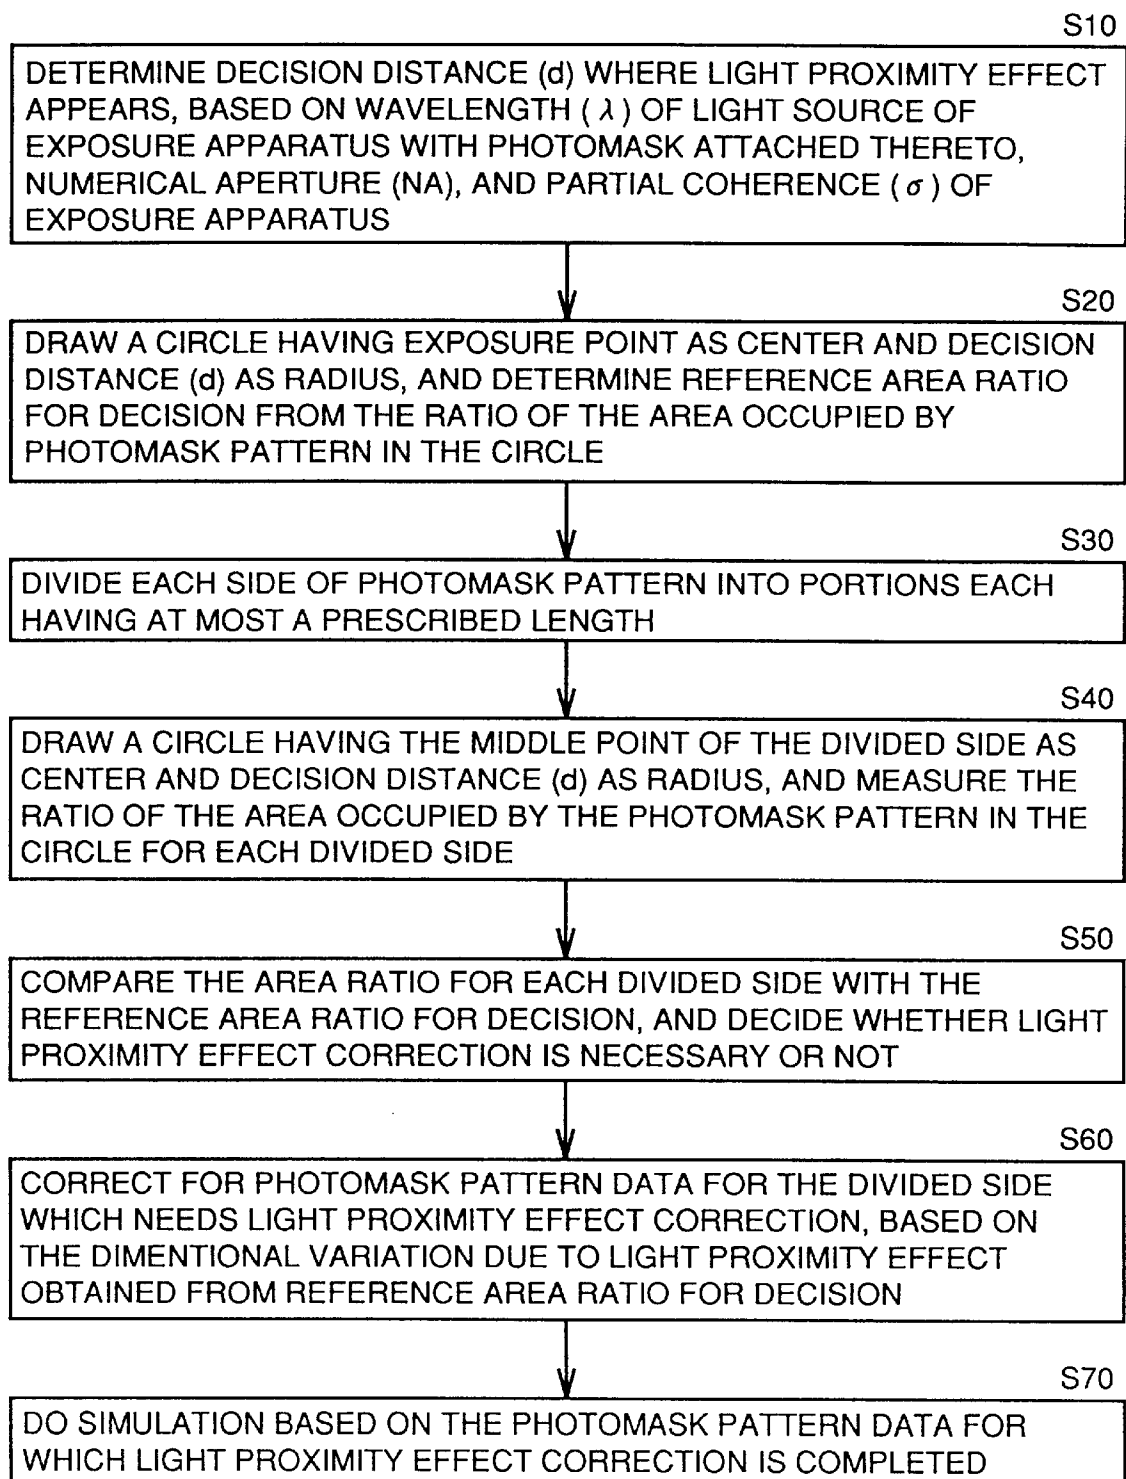 S10
DETERMINE DECISION DISTANCE (d) WHERE LIGHT PROXIMITY EFFECT
APPEARS, BASED ON WAVELENGTH ( λ ) OF LIGHT SOURCE OF
EXPOSURE APPARATUS WITH PHOTOMASK ATTACHED THERETO,
NUMERICAL APERTURE (NA), AND PARTIAL COHERENCE ( σ ) OF
EXPOSURE APPARATUS
S20
DRAW A CIRCLE HAVING EXPOSURE POINT AS CENTER AND DECISION
DISTANCE (d) AS RADIUS, AND DETERMINE REFERENCE AREA RATIO
FOR DECISION FROM THE RATIO OF THE AREA OCCUPIED BY
PHOTOMASK PATTERN IN THE CIRCLE
S30
DIVIDE EACH SIDE OF PHOTOMASK PATTERN INTO PORTIONS EACH
HAVING AT MOST A PRESCRIBED LENGTH
S40
DRAW A CIRCLE HAVING THE MIDDLE POINT OF THE DIVIDED SIDE AS
CENTER AND DECISION DISTANCE (d) AS RADIUS, AND MEASURE THE
RATIO OF THE AREA OCCUPIED BY THE PHOTOMASK PATTERN IN THE
CIRCLE FOR EACH DIVIDED SIDE
S50
COMPARE THE AREA RATIO FOR EACH DIVIDED SIDE WITH THE
REFERENCE AREA RATIO FOR DECISION, AND DECIDE WHETHER LIGHT
PROXIMITY EFFECT CORRECTION IS NECESSARY OR NOT
S60
CORRECT FOR PHOTOMASK PATTERN DATA FOR THE DIVIDED SIDE
WHICH NEEDS LIGHT PROXIMITY EFFECT CORRECTION, BASED ON
THE DIMENTIONAL VARIATION DUE TO LIGHT PROXIMITY EFFECT
OBTAINED FROM REFERENCE AREA RATIO FOR DECISION
S70
DO SIMULATION BASED ON THE PHOTOMASK PATTERN DATA FOR
WHICH LIGHT PROXIMITY EFFECT CORRECTION IS COMPLETED